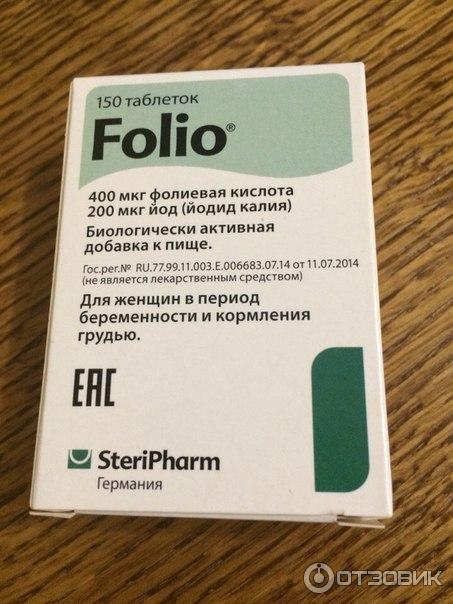 150 таблеток
Folio®
400 мкг фолиевая кислота
200 мкг йод (йодид калия)
Биологически активная
добавка к пище.
Гос.рег.№ RU.77.99.11.003.Е.006683.07.14 от 11.07.2014
(не является лекарственным средством)
Для женщин в период
беременности и кормления
грудью.
ЕАС
SteriPharm
Германия
ОТЗОВИК